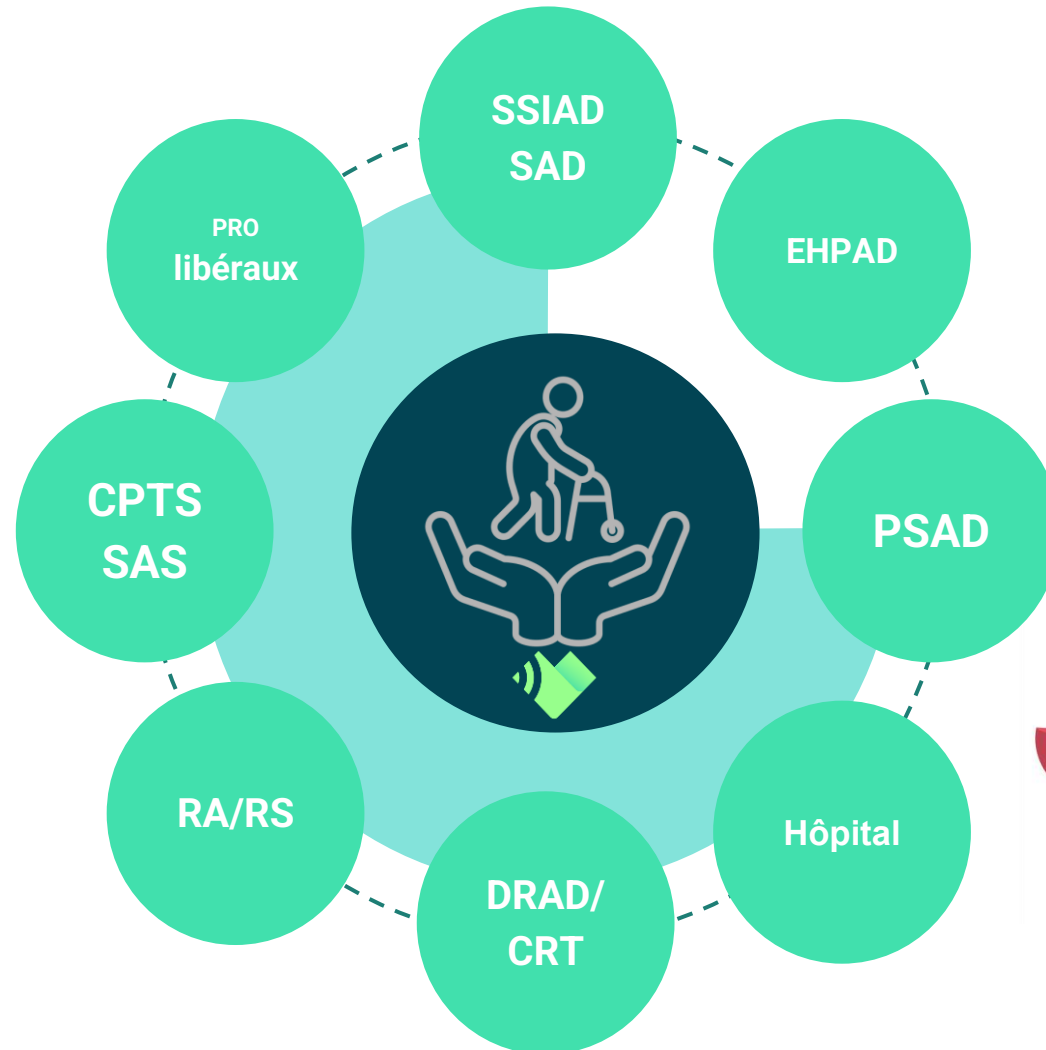 SSIAD
SAD
EHPAD
PSAD
Hôpital
DRAD/
CRT
RA/RS
CPTS
SAS
PRO
libéraux